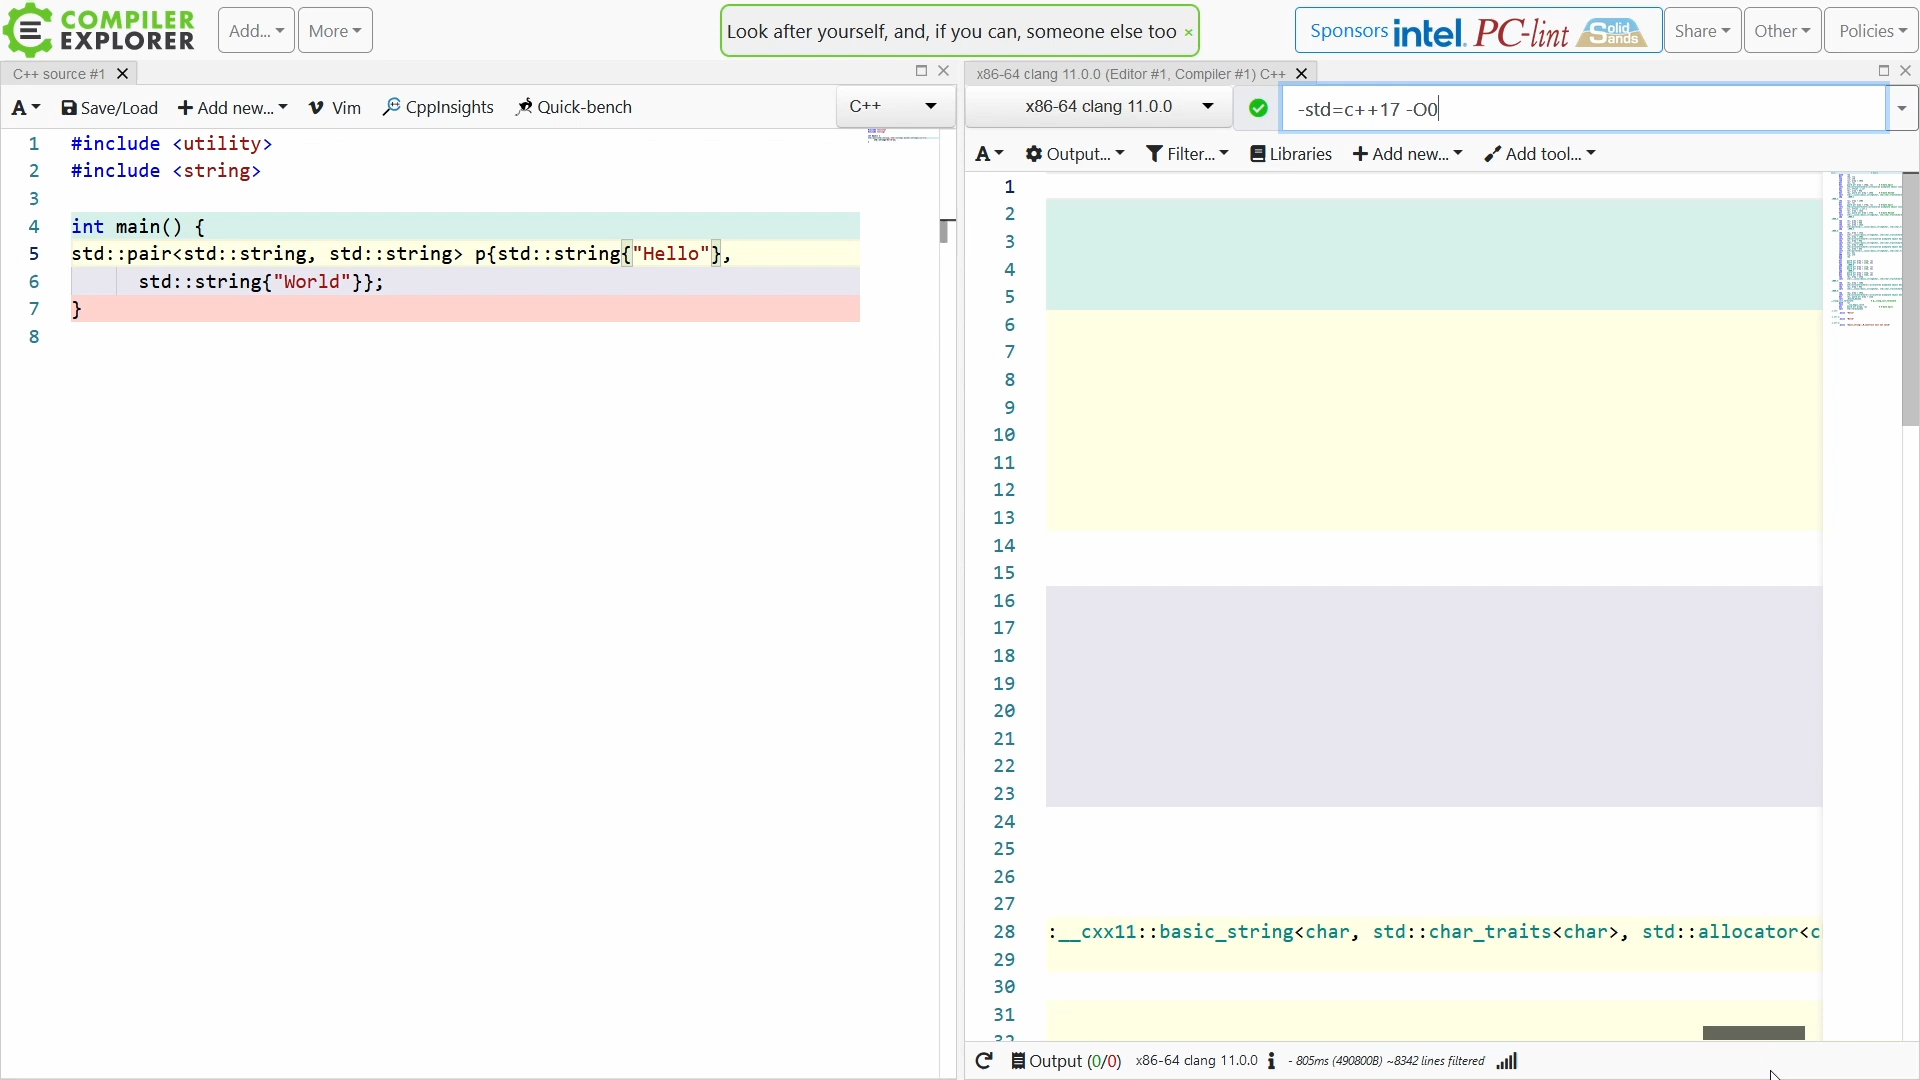 COMPILER
EXPLORER
Add...
More
Look after yourself, and, if you can, someone else too ×
Sponsors intel. PC-lint Solid Sands
Share
Other
Policies
C++ source #1
x86-64 clang 11.0.0 (Editor #1, Compiler #1) C++
A
Save/Load
Add new...
Vim
CppInsights
Quick-bench
C++
x86-64 clang 11.0.0
-std=c++17 -O0
A
Output...
Filter...
Libraries
Add new...
Add tool...
1 #include <utility>
2 #include <string>
3
4 int main() {
5 std::pair<std::string, std::string> p{std::string{"Hello"},
6 std::string{"World"}};
7 }
8
1
2
3
4
5
6
7
8
9
10
11
12
13
14
15
16
17
18
19
20
21
22
23
24
25
26
27
28 :__cxx11::basic_string<char, std::char_traits<char>, std::allocator<c
29
30
31
32
Output (0/0) x86-64 clang 11.0.0 i - 805ms (490800B) ~8342 lines filtered